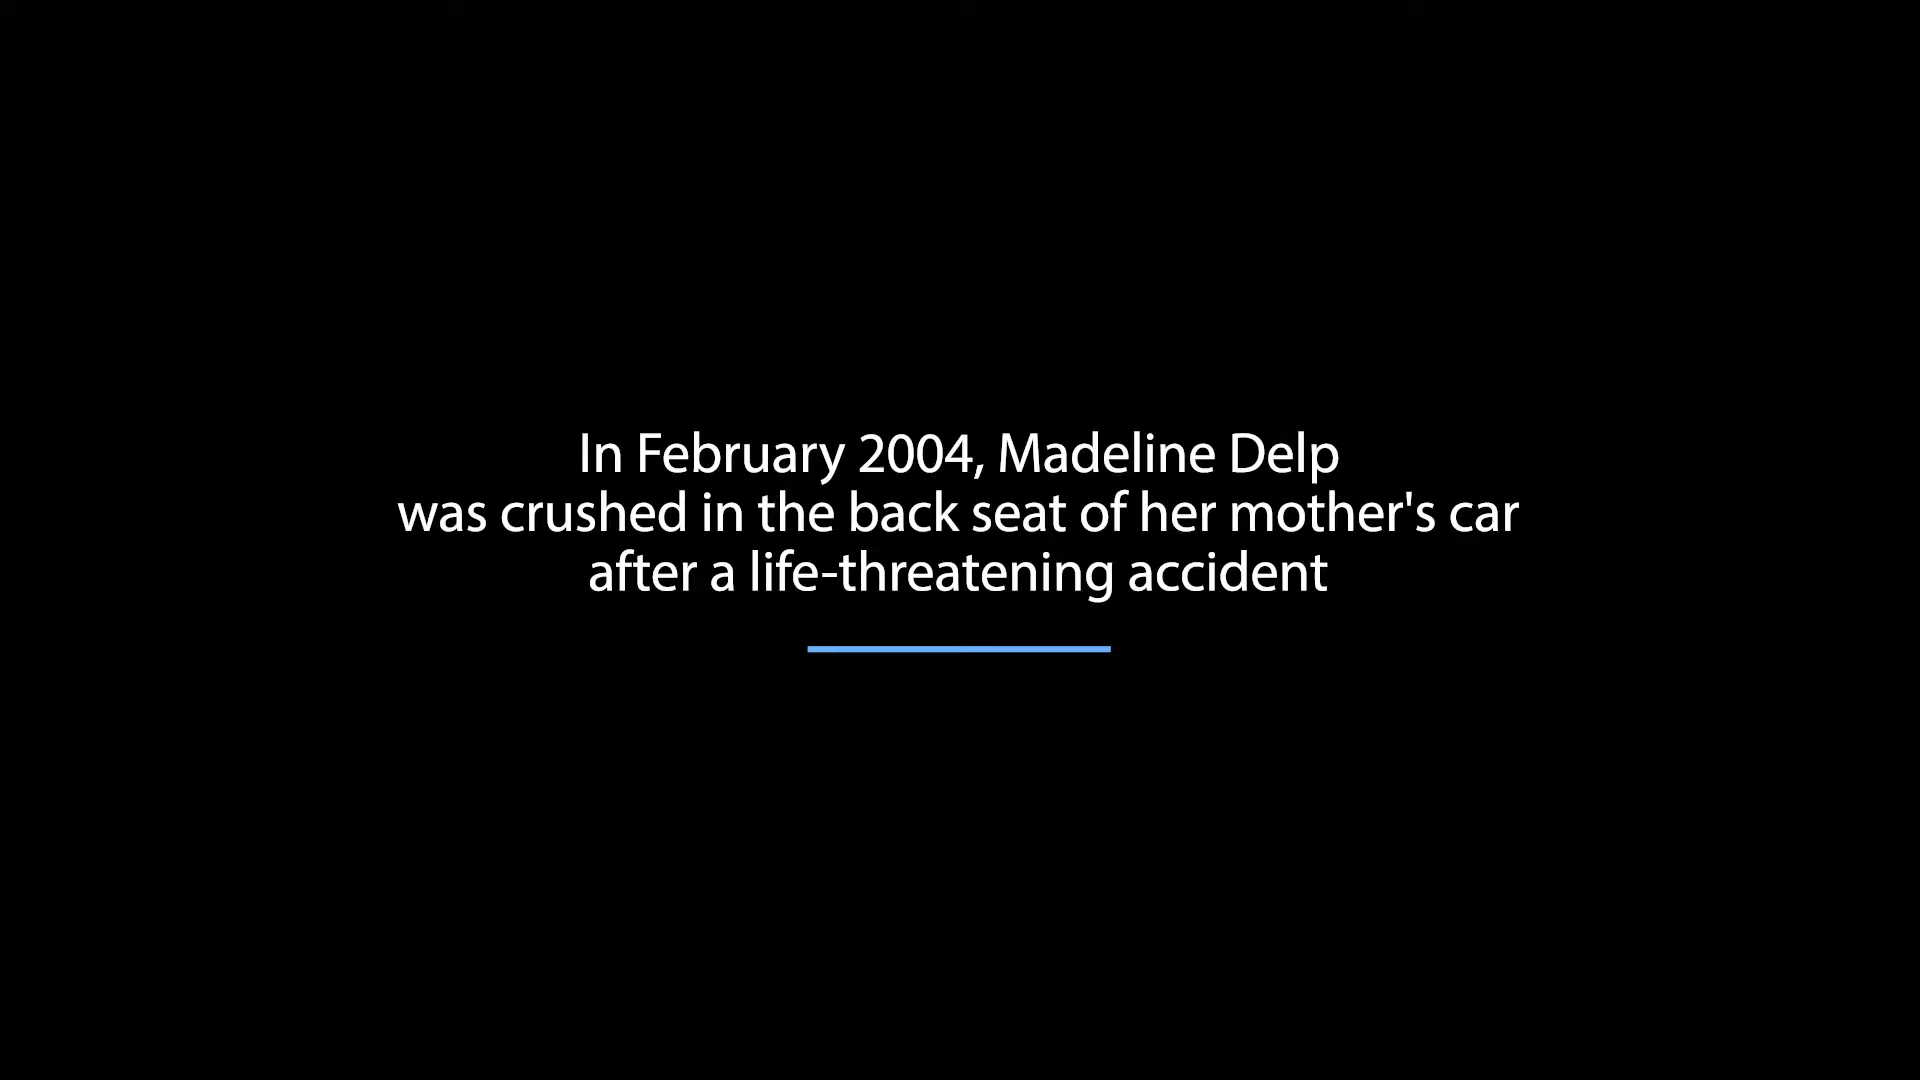 In February 2004, Madeline Delp
was crushed in the back seat of her mother's car
after a life-threatening accident